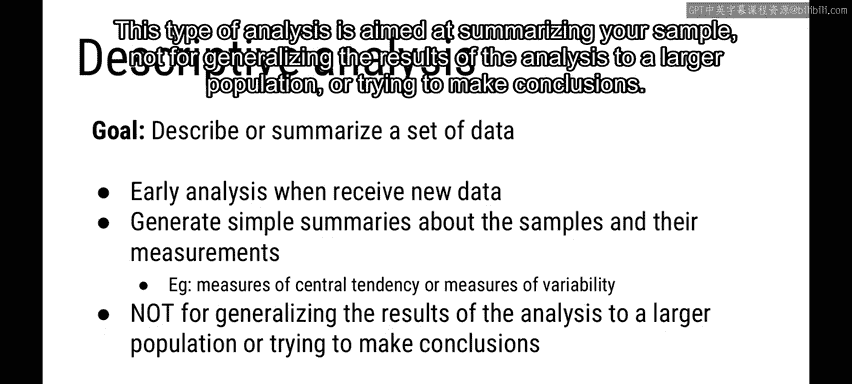 GPT中英字幕课程资源@bilibili.com
This type of analysis is aimed at summarizing your sample,
not for generalizing the results of the analysis to a larger
population, or trying to make conclusions.
Descriptive analysis
Goal: Describe or summarize a set of data
● Early analysis when receive new data
● Generate simple summaries about the samples and their
measurements
● Eg: measures of central tendency or measures of variability
● NOT for generalizing the results of the analysis to a larger
population or trying to make conclusions